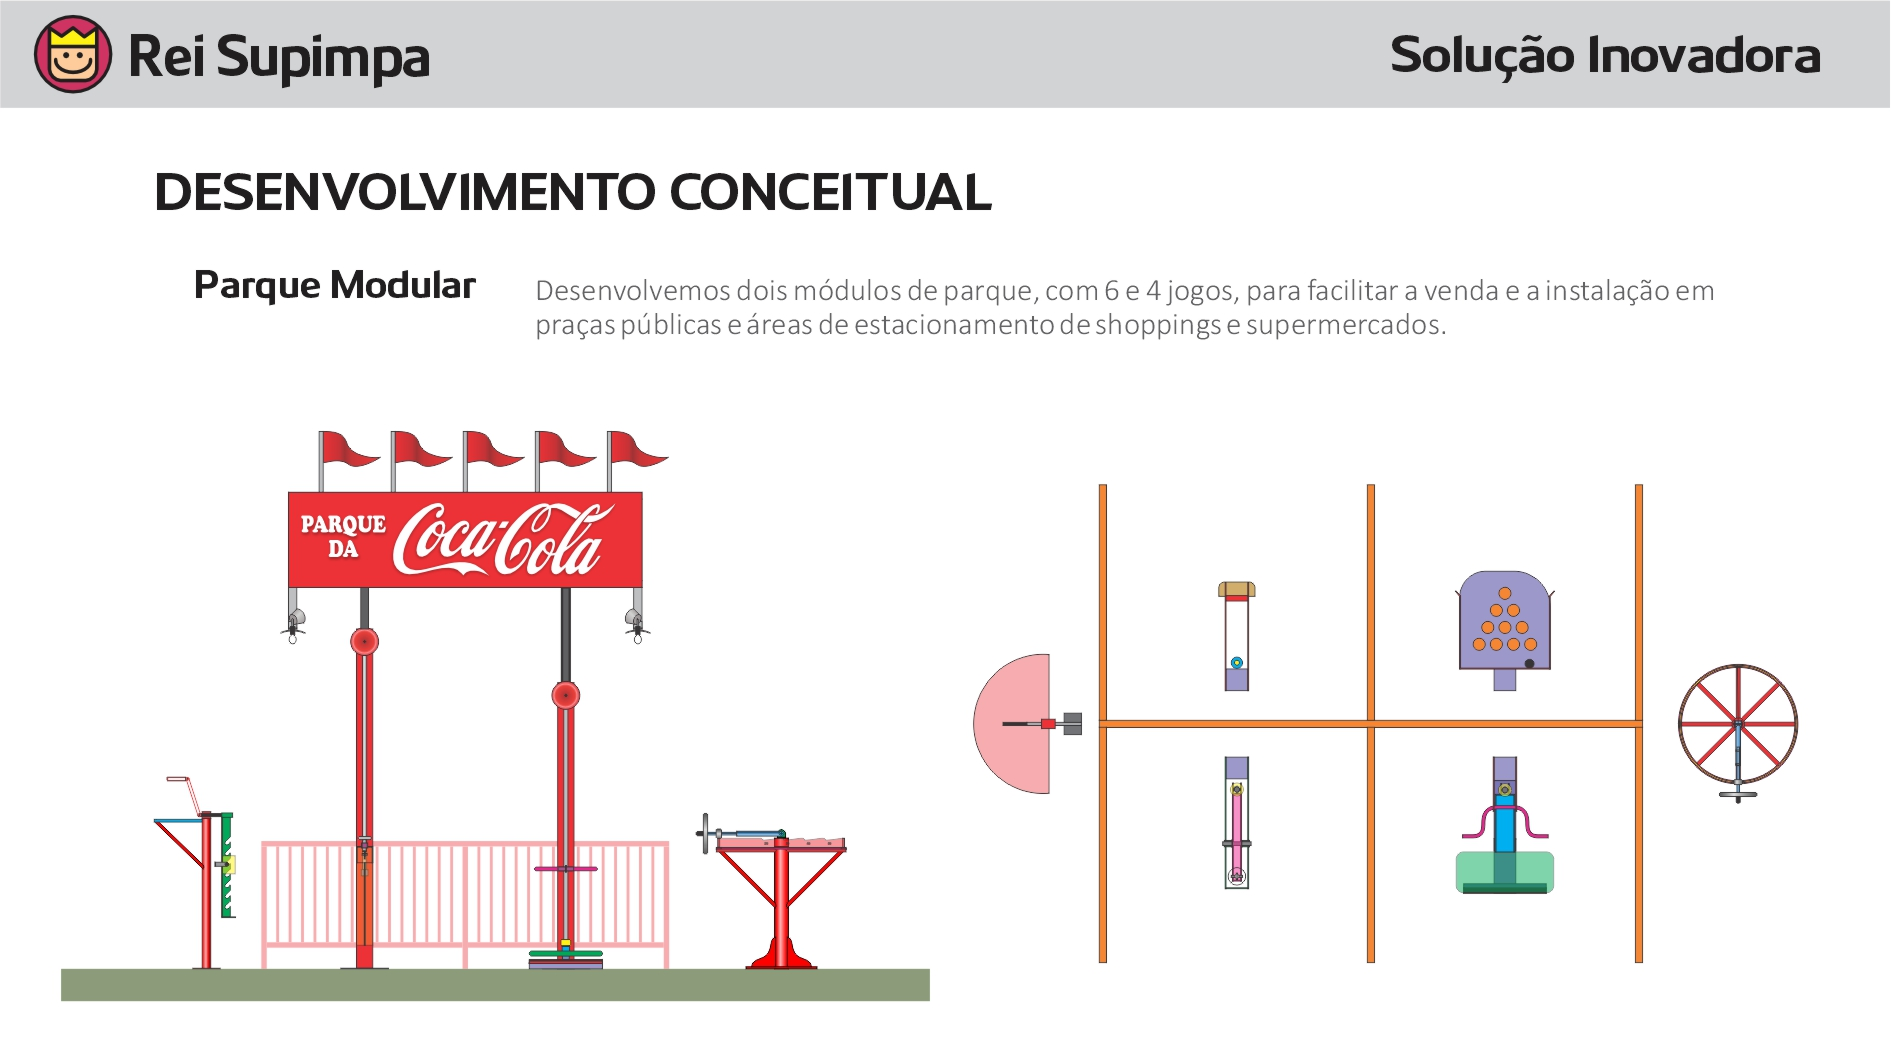 Rei Supimpa
Solução Inovadora
DESENVOLVIMENTO CONCEITUAL
Parque Modular
Desenvolvemos dois módulos de parque, com 6 e 4 jogos, para facilitar a venda e a instalação em
praças públicas e áreas de estacionamento de shoppings e supermercados.
PARQUE
DA
Coca-Cola